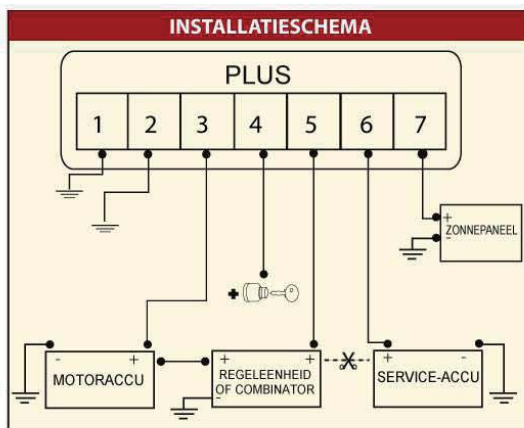 INSTALLATIESCHEMA
PLUS
1 2 3 4 5 6 7
+
-
ZONNEPANEEL
+
- +
MOTORACCU
+ +
-
REGELEENHEID
OF COMBINATOR
+ -
SERVICE-ACCU